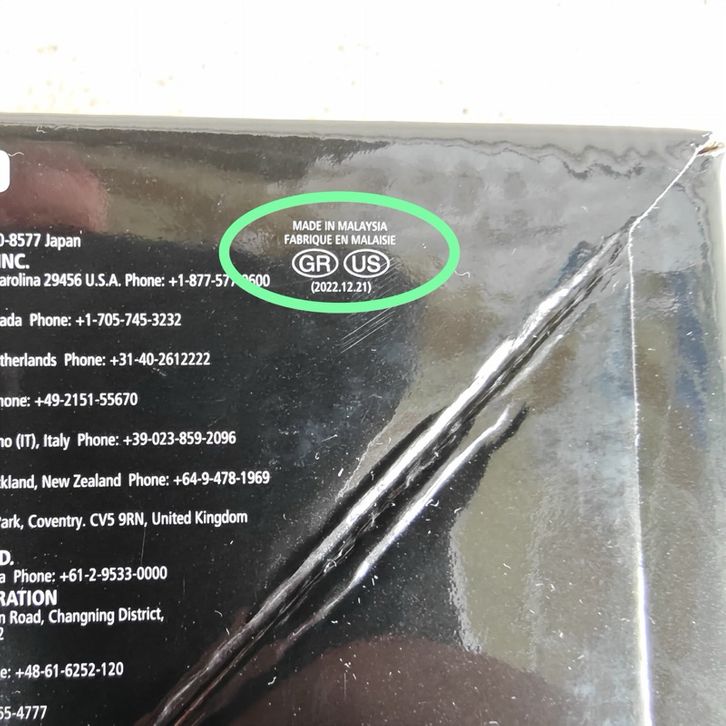 MADE IN MALAYSIA
FABRIQUE EN MALAISIE
GR US
(2022.12.21)
0-8577 Japan
INC.
arolina 29456 U.S.A. Phone: +1-877-577-9600
ada Phone: +1-705-745-3232
therlands Phone: +31-40-2612222
hone: +49-2151-55670
no (IT), Italy Phone: +39-023-859-2096
kland, New Zealand Phone: +64-9-478-1969
Park, Coventry. CV5 9RN, United Kingdom
D.
a Phone: +61-2-9533-0000
RATION
n Road, Changning District,
2
e: +48-61-6252-120
55-4777